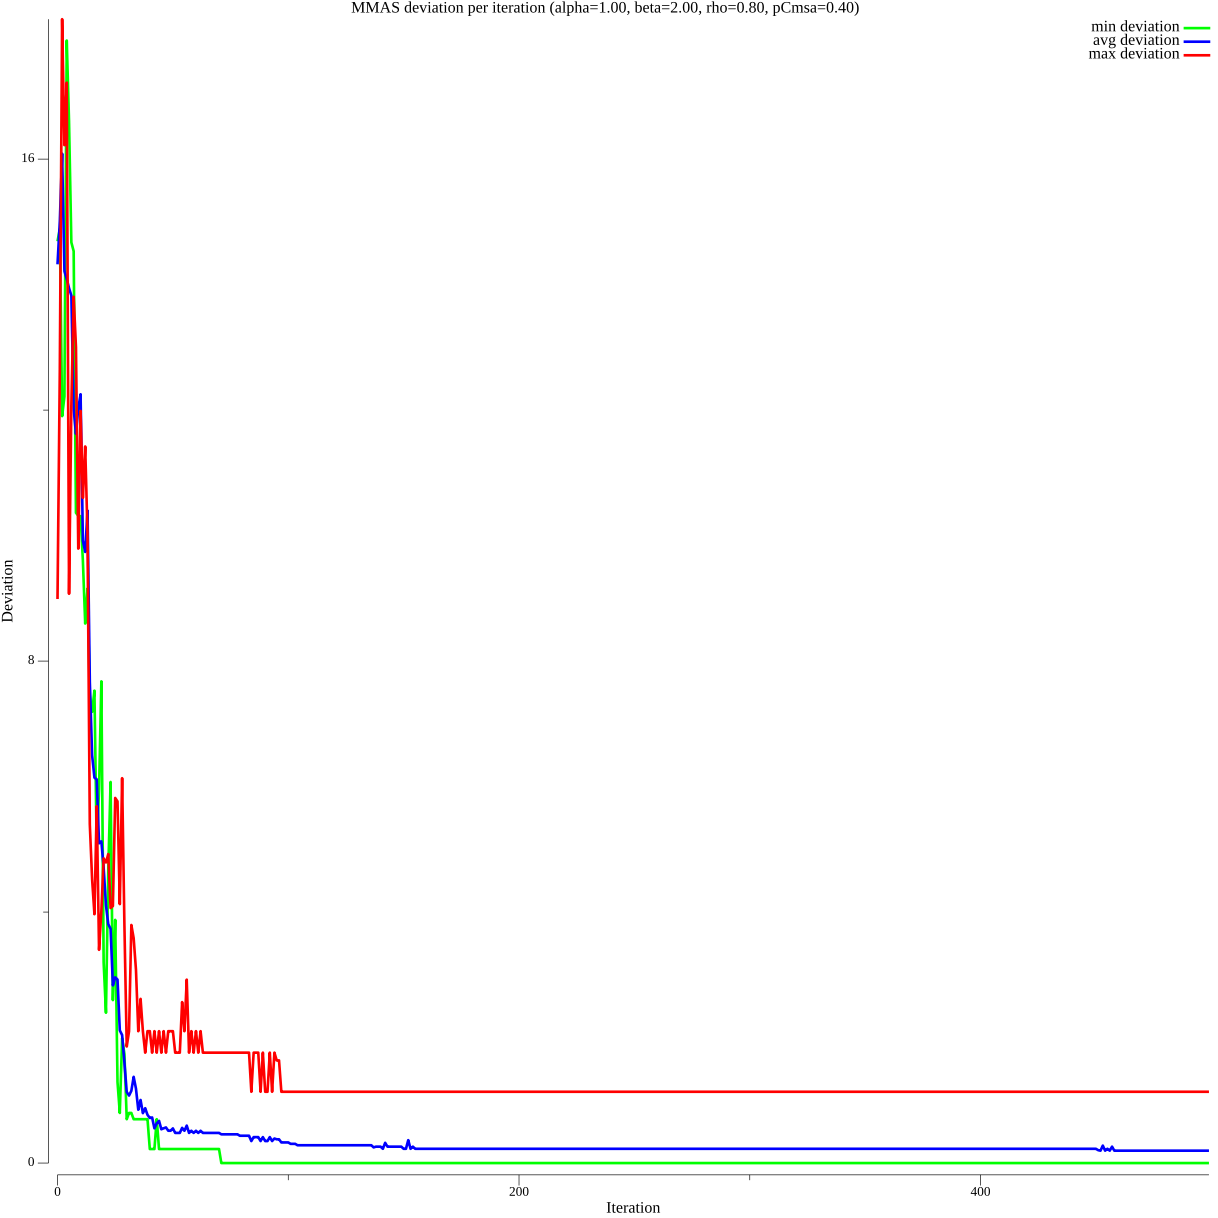 MMAS deviation per iteration (alpha=1.00, beta=2.00, rho=0.80, pCmsa=0.40)
min deviation
avg deviation
max deviation
16
8
0
Deviation
0
200
400
Iteration